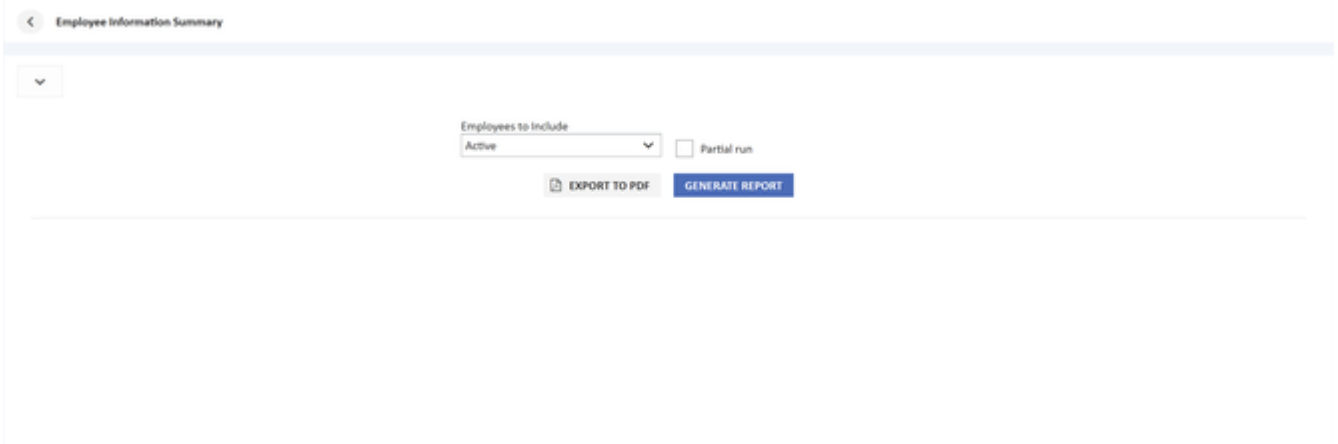 Employee Information Summary
Employees to Include
Active
Partial run
EXPORT TO PDF
GENERATE REPORT